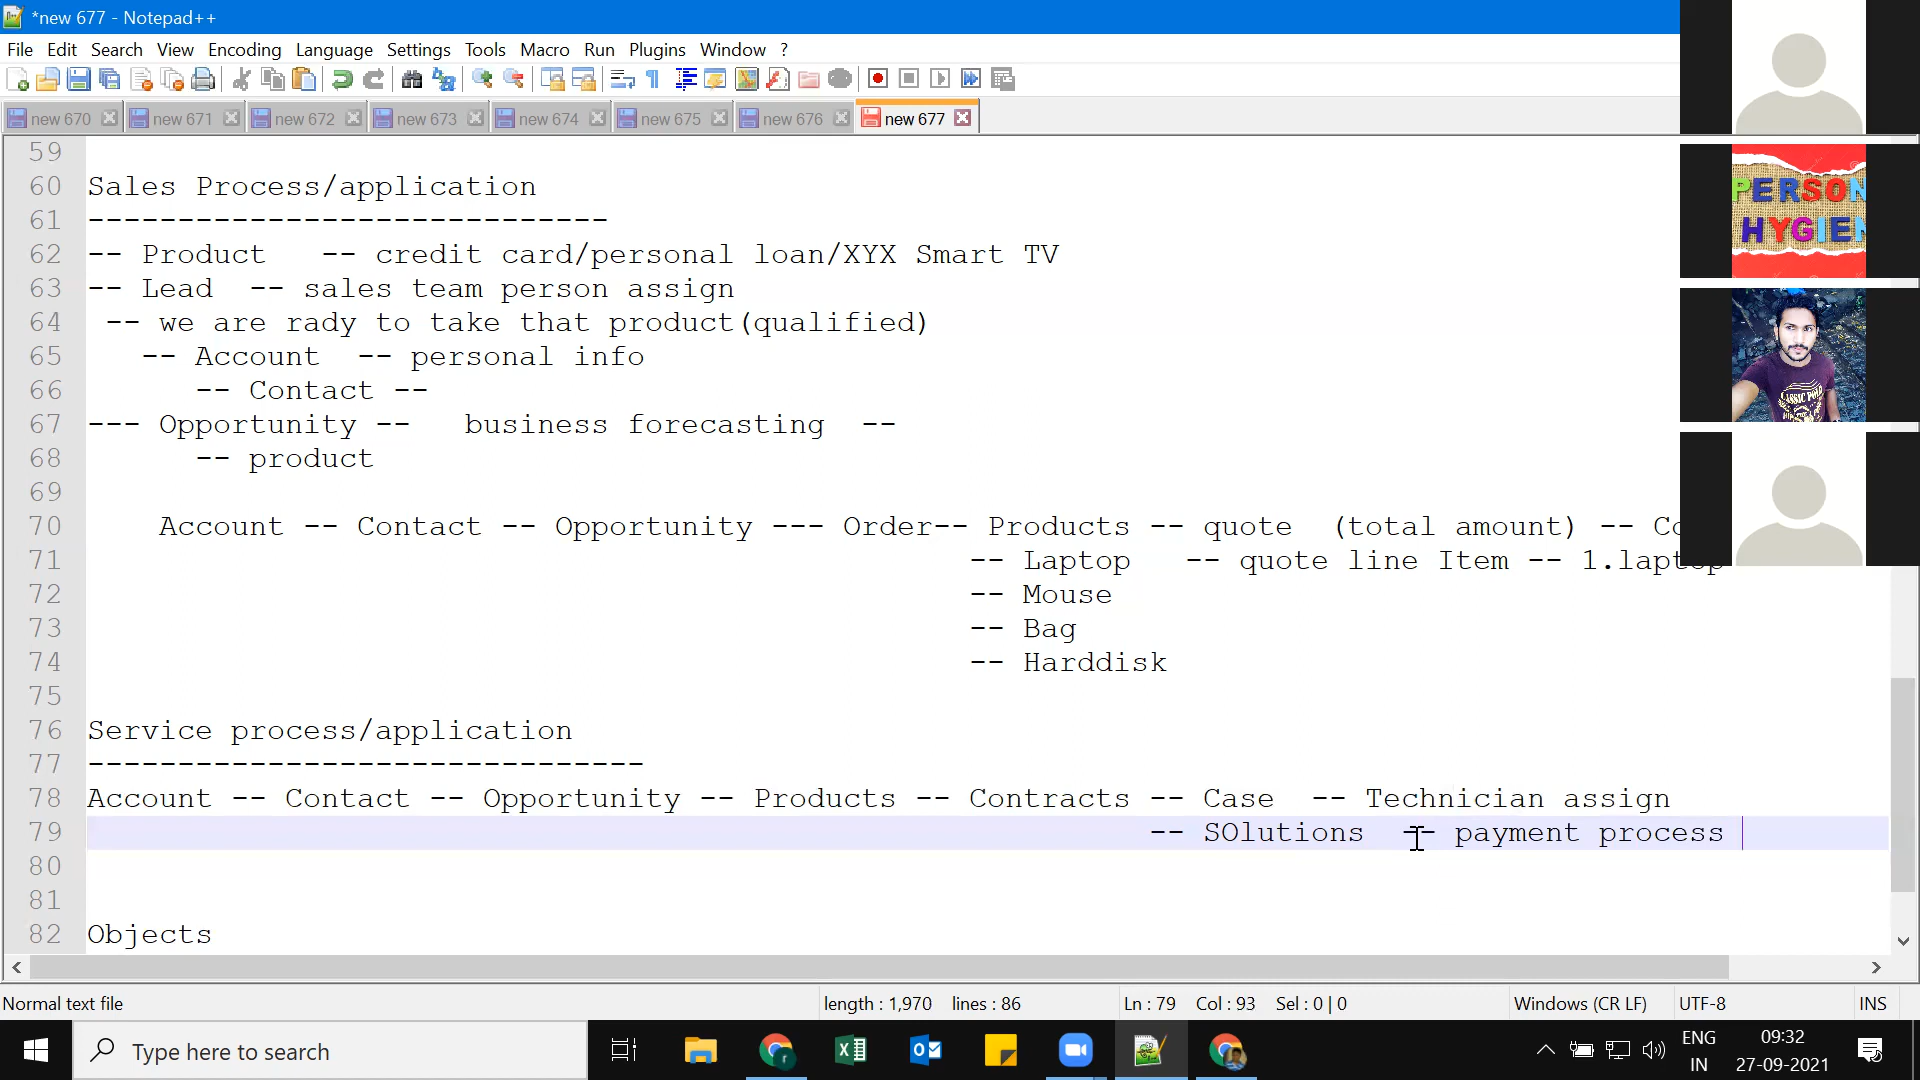 *new 677 - Notepad++
File Edit Search View Encoding Language Settings Tools Macro Run Plugins Window ?
new 670 new 671 new 672 new 673 new 674 new 675 new 676 new 677
59
60 Sales Process/application
61 -----------------------------
62 -- Product -- credit card/personal loan/XYX Smart TV
63 -- Lead -- sales team person assign
64 -- we are rady to take that product(qualified)
65 -- Account -- personal info
66 -- Contact --
67 --- Opportunity -- business forecasting --
68 -- product
69
70 Account -- Contact -- Opportunity --- Order-- Products -- quote (total amount) --
71 -- Laptop -- quote line Item -- 1.laptop
72 -- Mouse
73 -- Bag
74 -- Harddisk
75
76 Service process/application
77 -------------------------------
78 Account -- Contact -- Opportunity -- Products -- Contracts -- Case -- Technician assign
79 -- SOlutions -- payment process
80
81
82 Objects
PERSON
HYGIEN
CLASSIC POLO
Normal text file length : 1,970 lines : 86 Ln : 79 Col : 93 Sel : 0 | 0 Windows (CR LF) UTF-8 INS
Type here to search
ENG
IN
09:32
27-09-2021